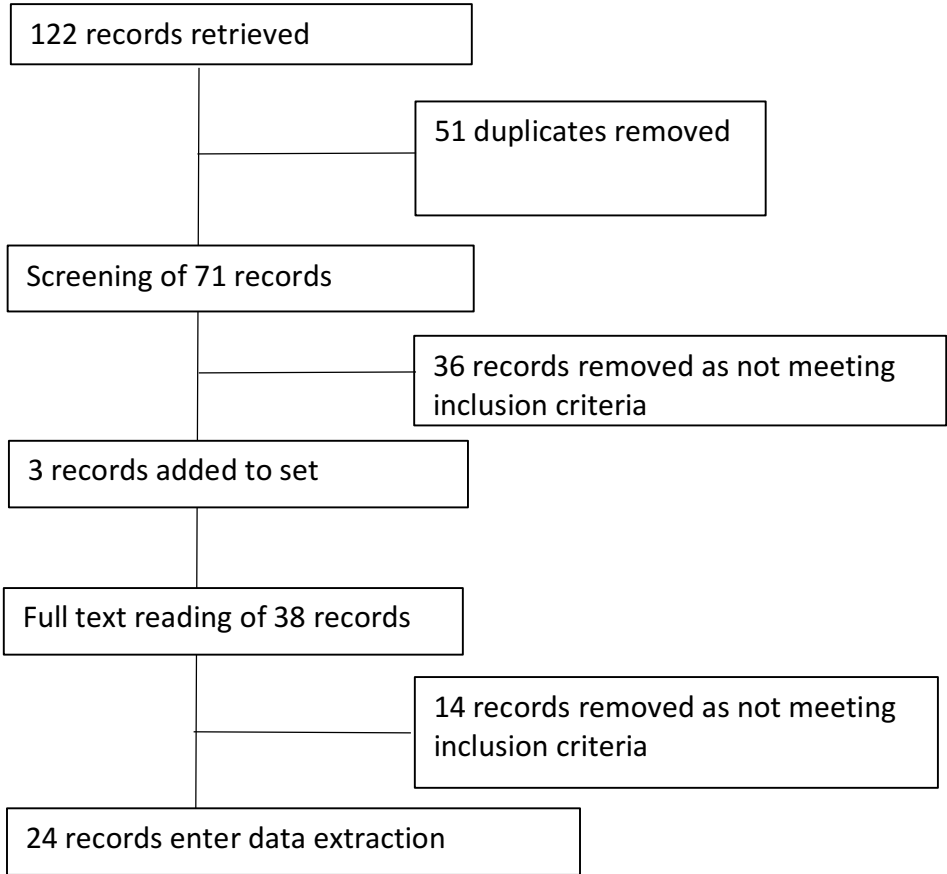 122 records retrieved
51 duplicates removed
Screening of 71 records
36 records removed as not meeting
inclusion criteria
3 records added to set
Full text reading of 38 records
14 records removed as not meeting
inclusion criteria
24 records enter data extraction